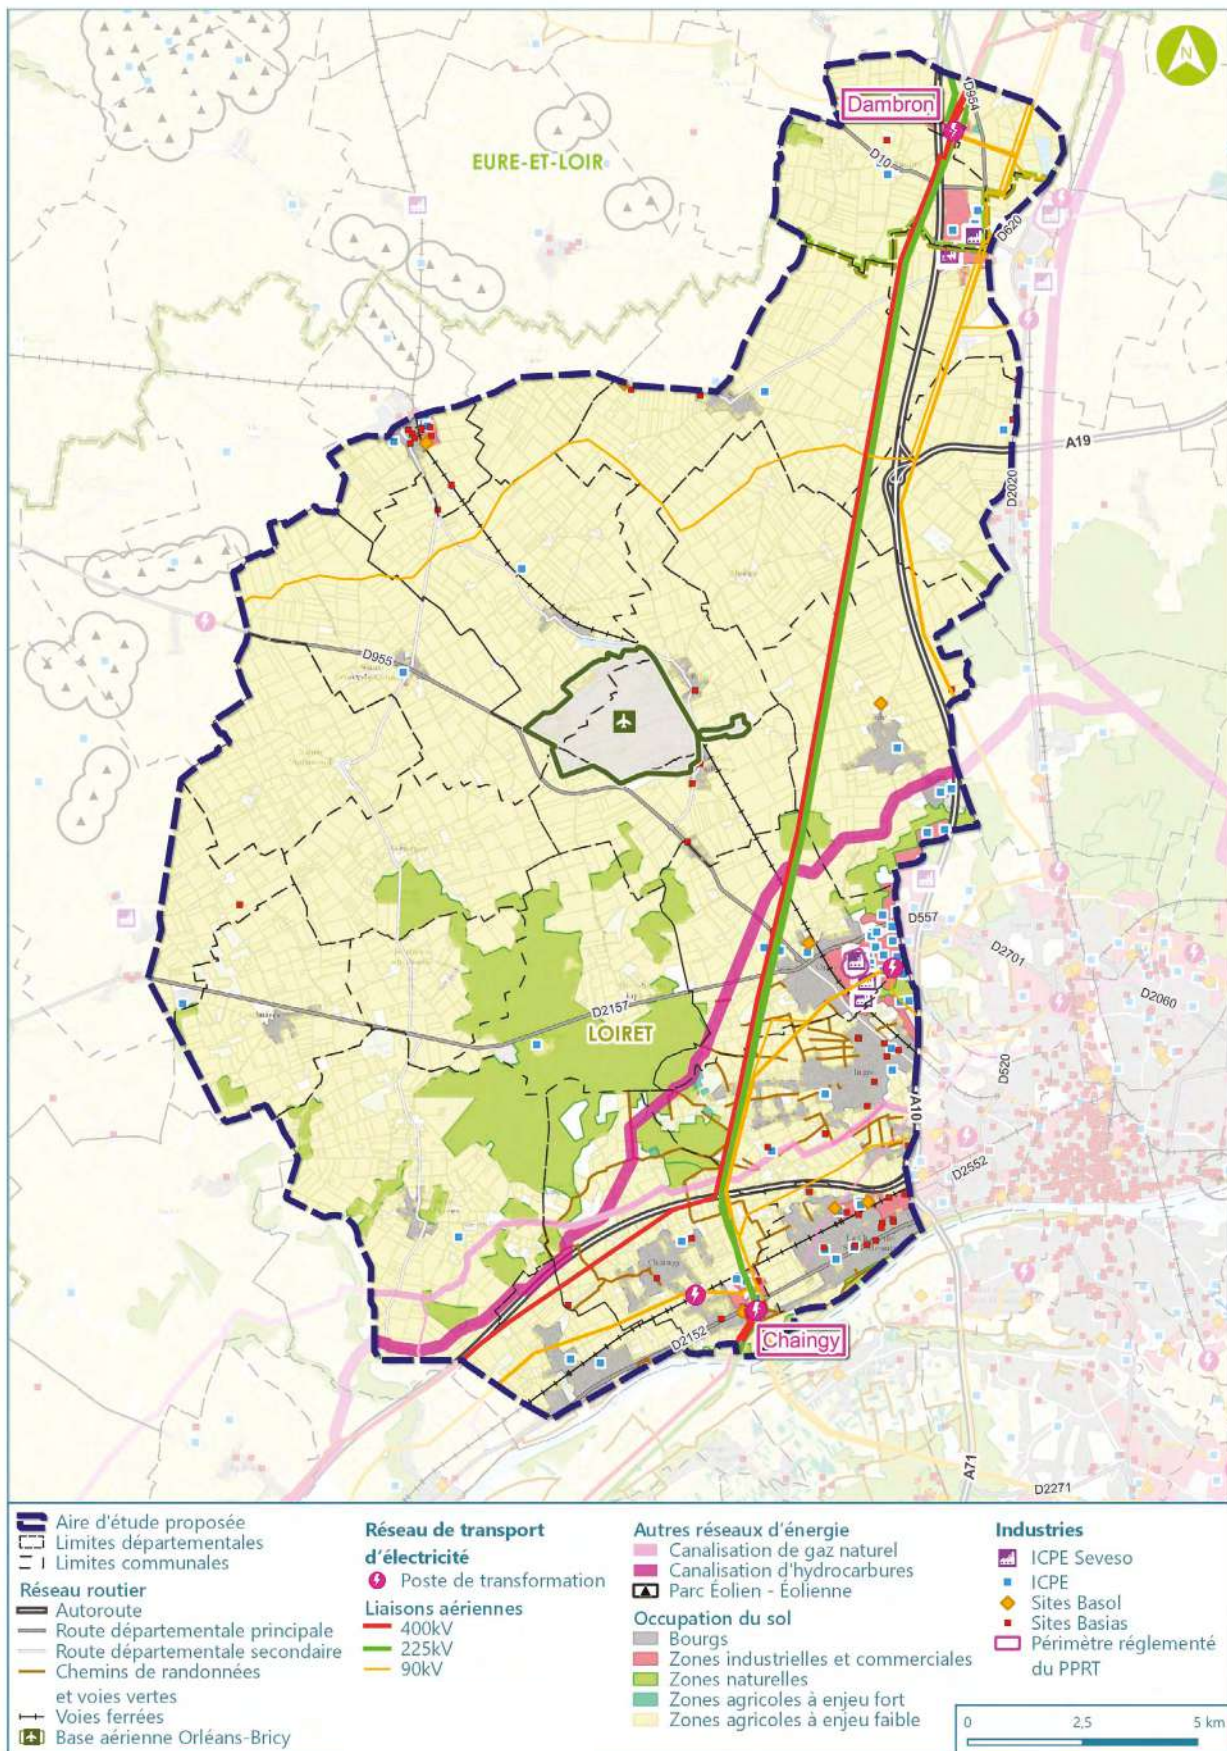 N
Dambron
D954
EURE-ET-LOIR
D10
D620
A19
D2020
D955
D557
D2701
D2060
D2157
LOIRET
D520
Ingré
A10
D2552
Chaingy
D2152
Chaingy
A71
D2271
Aire d'étude proposée
Limites départementales
Limites communales
Réseau routier
Autoroute
Route départementale principale
Route départementale secondaire
Chemins de randonnées
et voies vertes
Voies ferrées
Base aérienne Orléans-Bricy
Réseau de transport
d'électricité
Poste de transformation
Liaisons aériennes
400kV
225kV
90kV
Autres réseaux d'énergie
Canalisation de gaz naturel
Canalisation d'hydrocarbures
Parc Éolien - Éolienne
Occupation du sol
Bourgs
Zones industrielles et commerciales
Zones naturelles
Zones agricoles à enjeu fort
Zones agricoles à enjeu faible
Industries
ICPE Seveso
ICPE
Sites Basol
Sites Basias
Périmètre réglementé
du PPRT
0 2,5 5 km